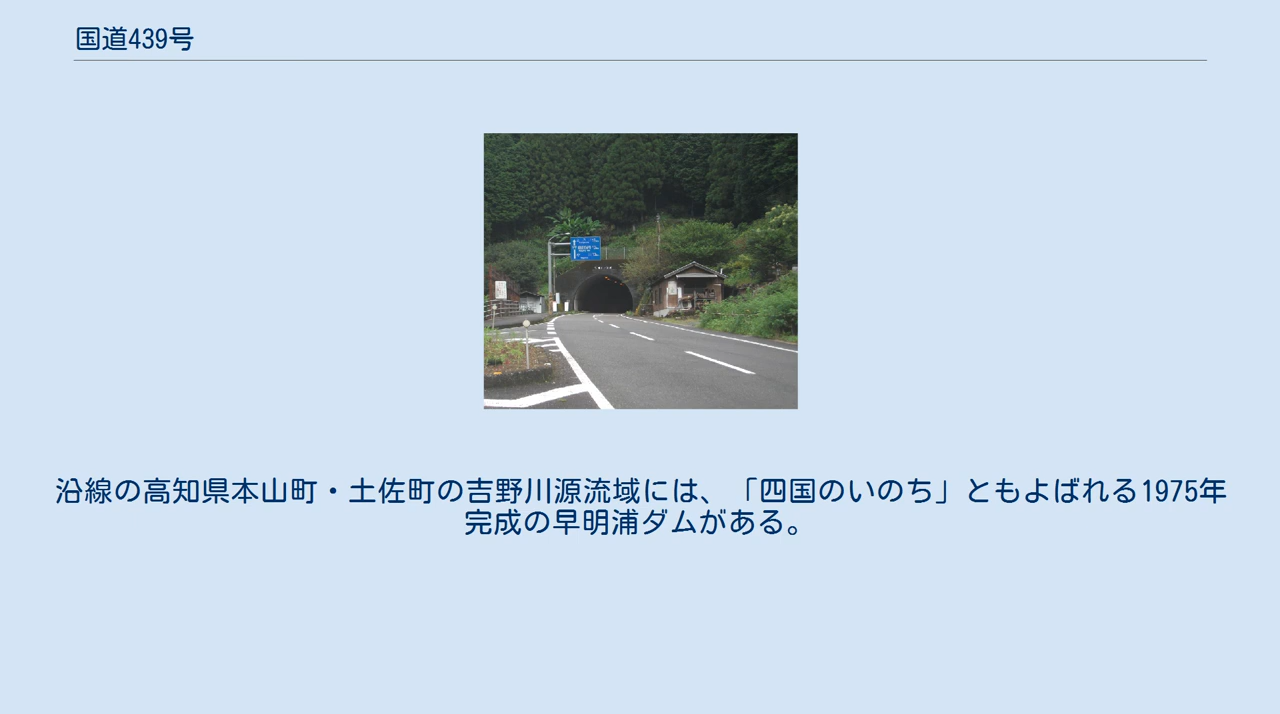 国道439号
沿線の高知県本山町・土佐町の吉野川源流域には、「四国のいのち」ともよばれる1975年
完成の早明浦ダムがある。